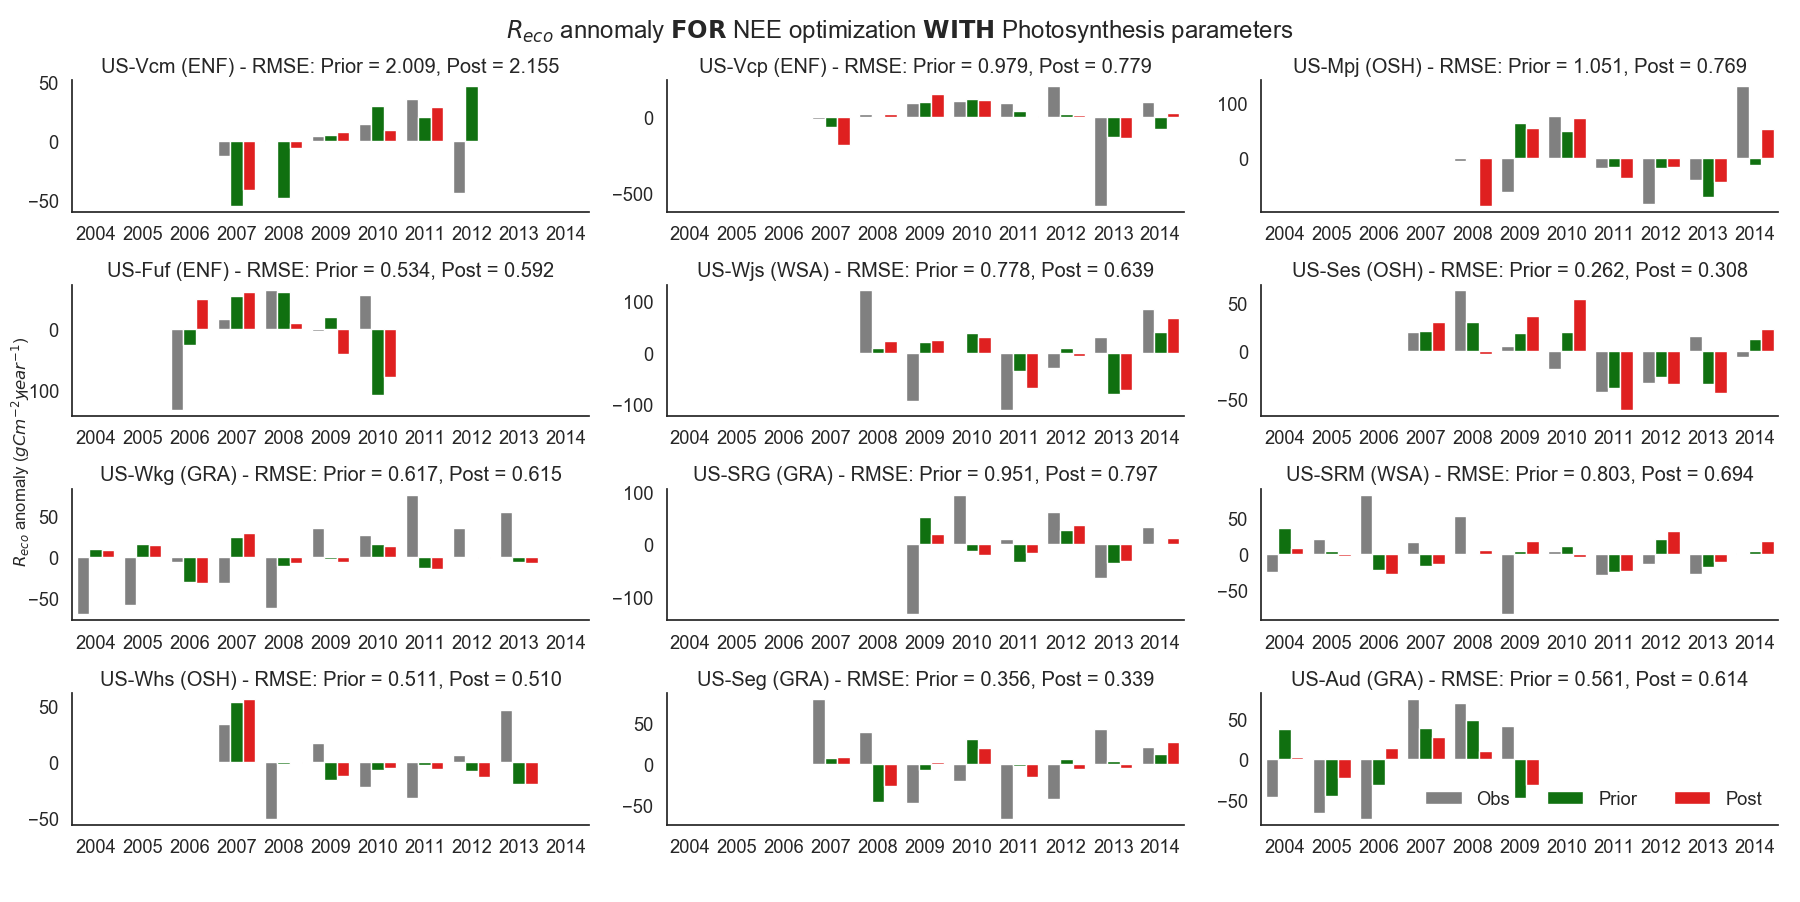 R_eco annomaly FOR NEE optimization WITH Photosynthesis parameters
R_eco anomaly (gCm^−2 year^−1)
US-Vcm (ENF) - RMSE: Prior = 2.009, Post = 2.155
50
0
−50
2004 2005 2006 2007 2008 2009 2010 2011 2012 2013 2014
US-Vcp (ENF) - RMSE: Prior = 0.979, Post = 0.779
0
−500
2004 2005 2006 2007 2008 2009 2010 2011 2012 2013 2014
US-Mpj (OSH) - RMSE: Prior = 1.051, Post = 0.769
100
0
2004 2005 2006 2007 2008 2009 2010 2011 2012 2013 2014
US-Fuf (ENF) - RMSE: Prior = 0.534, Post = 0.592
0
100
2004 2005 2006 2007 2008 2009 2010 2011 2012 2013 2014
US-Wjs (WSA) - RMSE: Prior = 0.778, Post = 0.639
100
0
−100
2004 2005 2006 2007 2008 2009 2010 2011 2012 2013 2014
US-Ses (OSH) - RMSE: Prior = 0.262, Post = 0.308
50
0
−50
2004 2005 2006 2007 2008 2009 2010 2011 2012 2013 2014
US-Wkg (GRA) - RMSE: Prior = 0.617, Post = 0.615
50
0
−50
2004 2005 2006 2007 2008 2009 2010 2011 2012 2013 2014
US-SRG (GRA) - RMSE: Prior = 0.951, Post = 0.797
100
0
−100
2004 2005 2006 2007 2008 2009 2010 2011 2012 2013 2014
US-SRM (WSA) - RMSE: Prior = 0.803, Post = 0.694
50
0
−50
2004 2005 2006 2007 2008 2009 2010 2011 2012 2013 2014
US-Whs (OSH) - RMSE: Prior = 0.511, Post = 0.510
50
0
−50
2004 2005 2006 2007 2008 2009 2010 2011 2012 2013 2014
US-Seg (GRA) - RMSE: Prior = 0.356, Post = 0.339
50
0
−50
2004 2005 2006 2007 2008 2009 2010 2011 2012 2013 2014
US-Aud (GRA) - RMSE: Prior = 0.561, Post = 0.614
50
0
−50
Obs Prior Post
2004 2005 2006 2007 2008 2009 2010 2011 2012 2013 2014